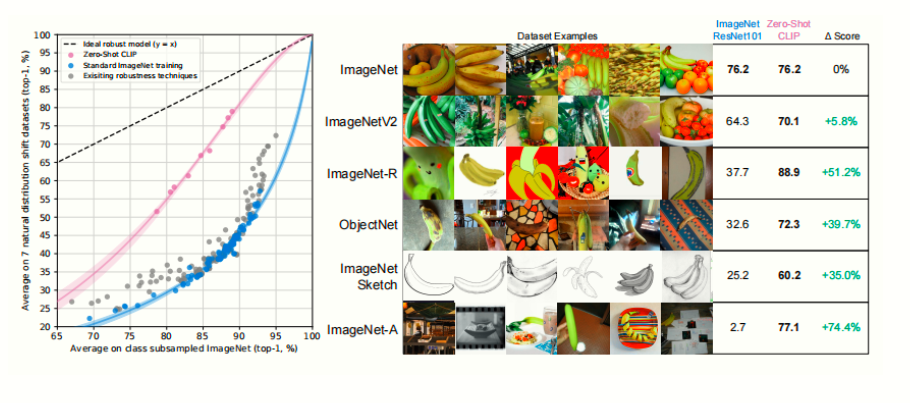 Average on 7 natural distribution shift datasets (top-1, %)
100
95
90
85
80
75
70
65
60
55
50
45
40
35
30
25
20
Ideal robust model (y = x)
Zero-Shot CLIP
Standard ImageNet training
Exisiting robustness techniques
65 70 75 80 85 90 95 100
Average on class subsampled ImageNet (top-1, %)
Dataset Examples
ImageNet
ResNet101
Zero-Shot
CLIP
Δ Score
ImageNet 76.2 76.2 0%
ImageNetV2 64.3 70.1 +5.8%
ImageNet-R 37.7 88.9 +51.2%
ObjectNet 32.6 72.3 +39.7%
ImageNet
Sketch 25.2 60.2 +35.0%
ImageNet-A 2.7 77.1 +74.4%